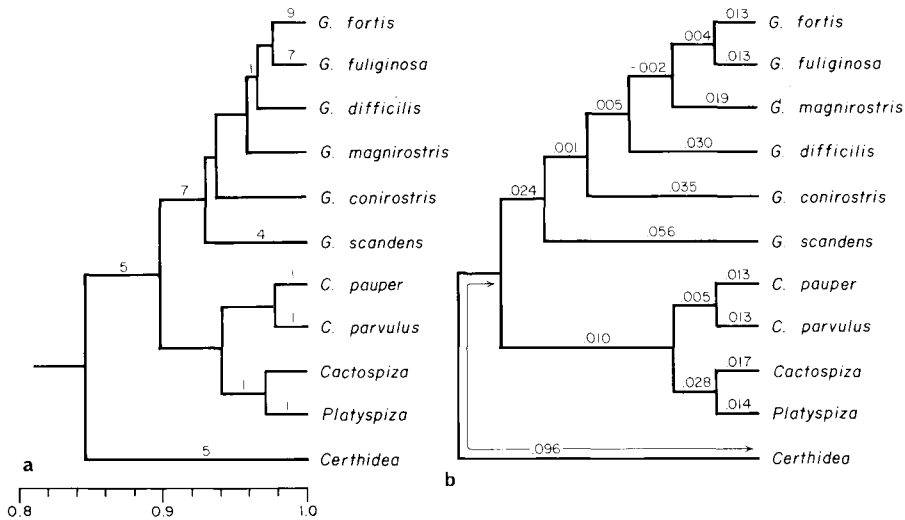 9
G. fortis
7
G. fuliginosa
1
G. difficilis
G. magnirostris
7
G. conirostris
4
G. scandens
5
1
C. pauper
1
C. parvulus
Cactospiza
1
1
Platyspiza
5
Certhidea
a
0.8 0.9 1.0
.013
G. fortis
.004
.013
G. fuliginosa
-.002
.019
G. magnirostris
.005
.030
G. difficilis
.001
.035
G. conirostris
.024
.056
G. scandens
.013
C. pauper
.005
.013
C. parvulus
.010
.017
Cactospiza
.028
.014
Platyspiza
.096
Certhidea
b